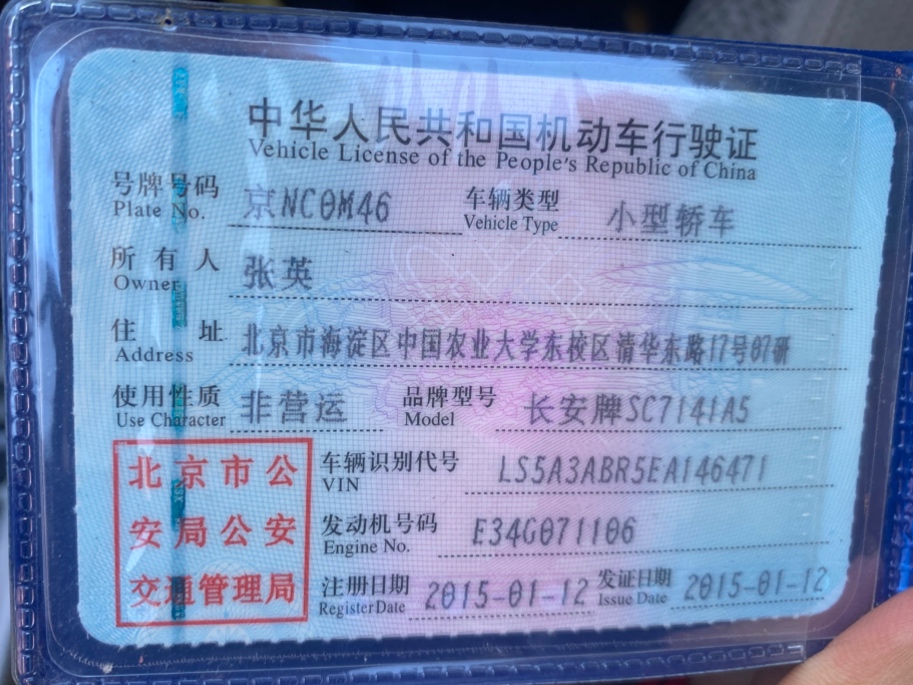 中华人民共和国机动车行驶证
Vehicle License of the People's Republic of China
号牌号码 京NC0M46 车辆类型 小型轿车
Plate No. Vehicle Type
所有人 张英
Owner
住址 北京市海淀区中国农业大学东校区清华东路17号07研
Address
使用性质 非营运 品牌型号 长安牌SC7141A5
Use Character Model
北京市公
安局公安
交通管理局
车辆识别代号 LS5A3ABR5EA146471
VIN
发动机号码 E34G071106
Engine No.
注册日期 2015-01-12 发证日期 2015-01-12
Register Date Issue Date